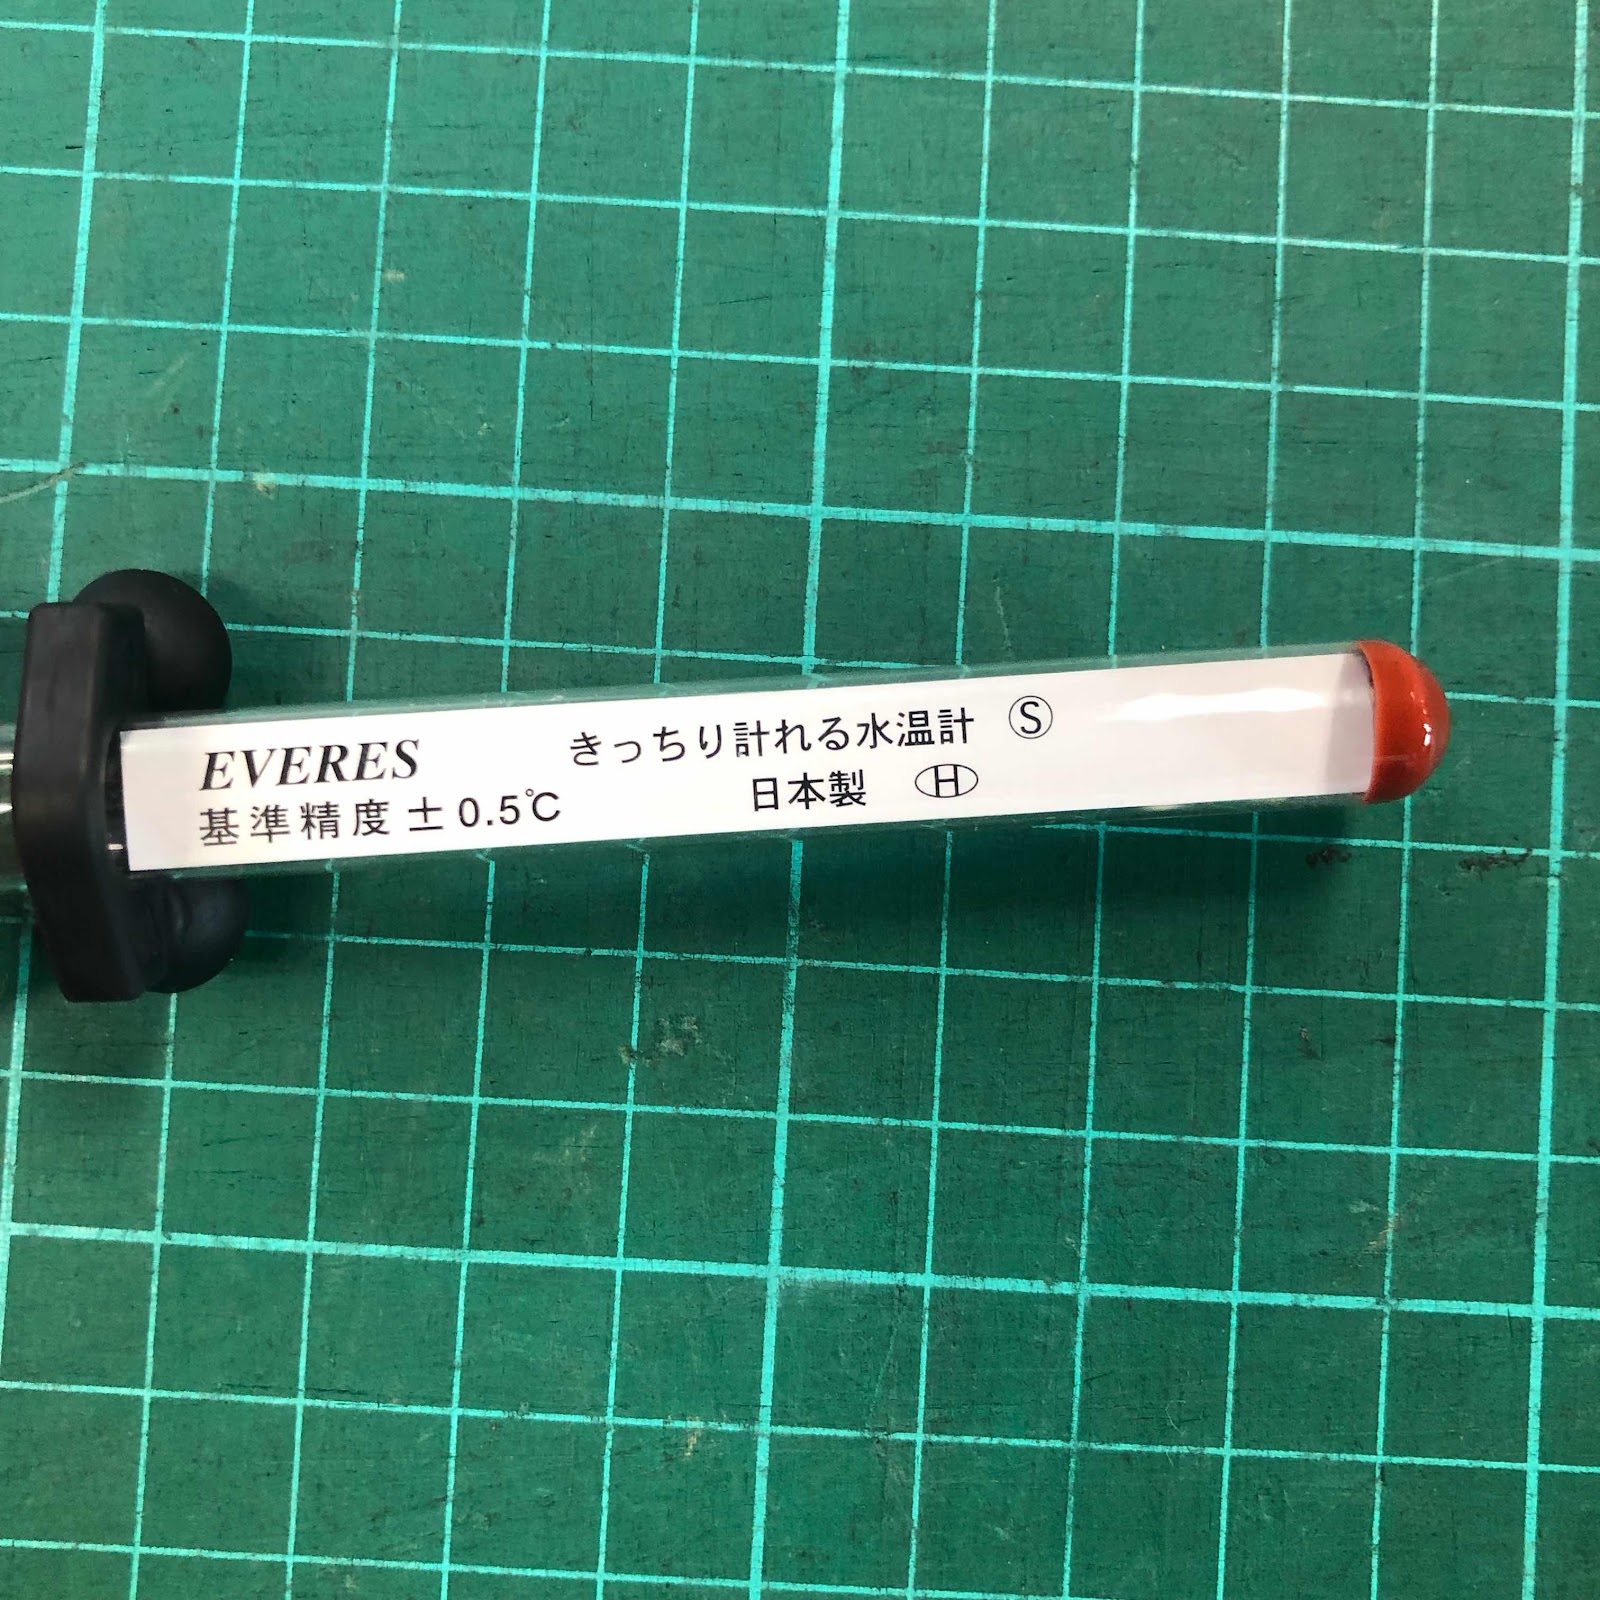 EVERES きっちり計れる水温計 Ⓢ
基準精度 ± 0.5℃ 日本製 Ⓗ